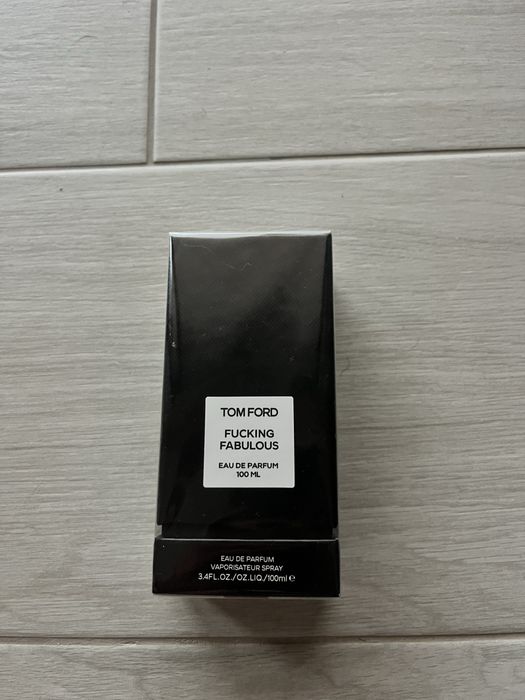 TOM FORD
FUCKING
FABULOUS
EAU DE PARFUM
100 ML
EAU DE PARFUM
VAPORISATEUR SPRAY
3.4FL.OZ./OZ.LIQ./100ml ℮